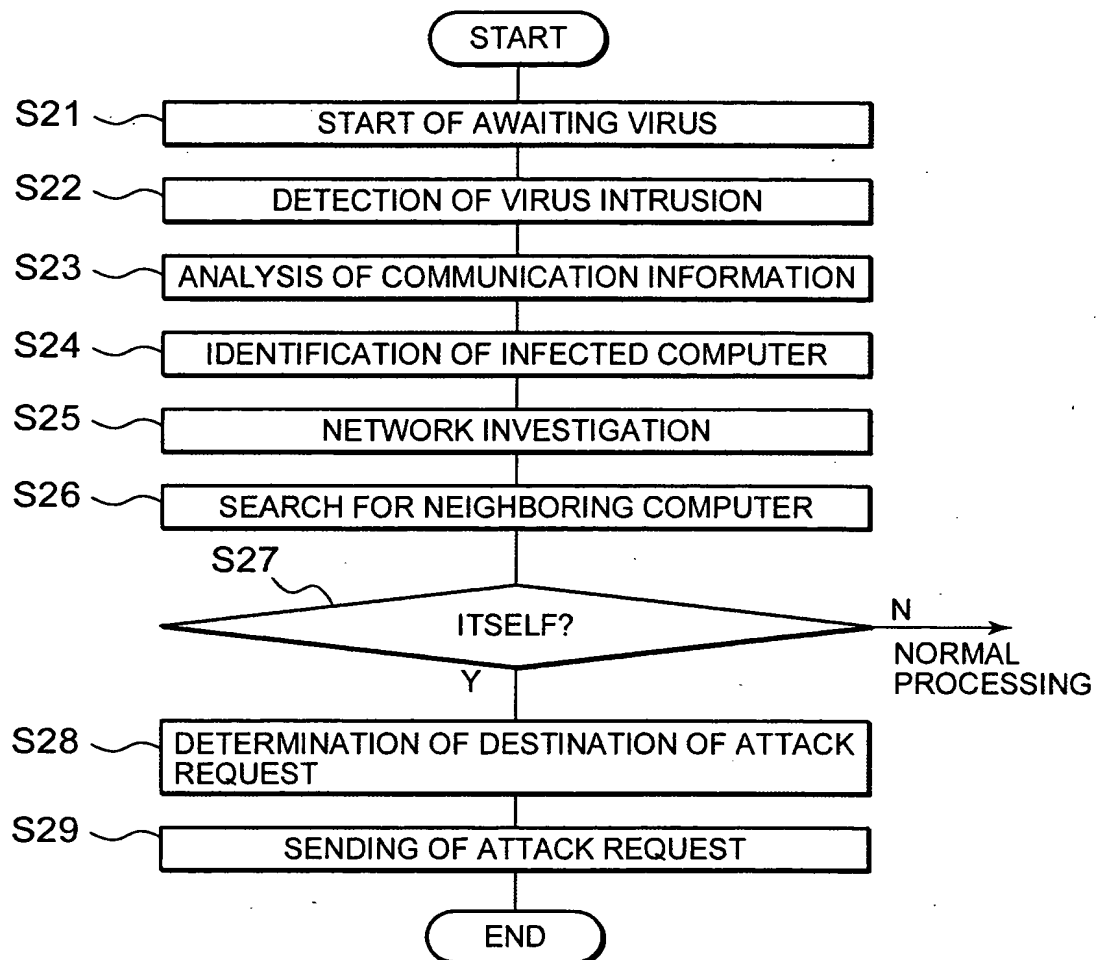 START
S21
START OF AWAITING VIRUS
S22
DETECTION OF VIRUS INTRUSION
S23
ANALYSIS OF COMMUNICATION INFORMATION
S24
IDENTIFICATION OF INFECTED COMPUTER
S25
NETWORK INVESTIGATION
S26
SEARCH FOR NEIGHBORING COMPUTER
S27
ITSELF?
N
NORMAL
PROCESSING
Y
S28
DETERMINATION OF DESTINATION OF ATTACK
REQUEST
S29
SENDING OF ATTACK REQUEST
END